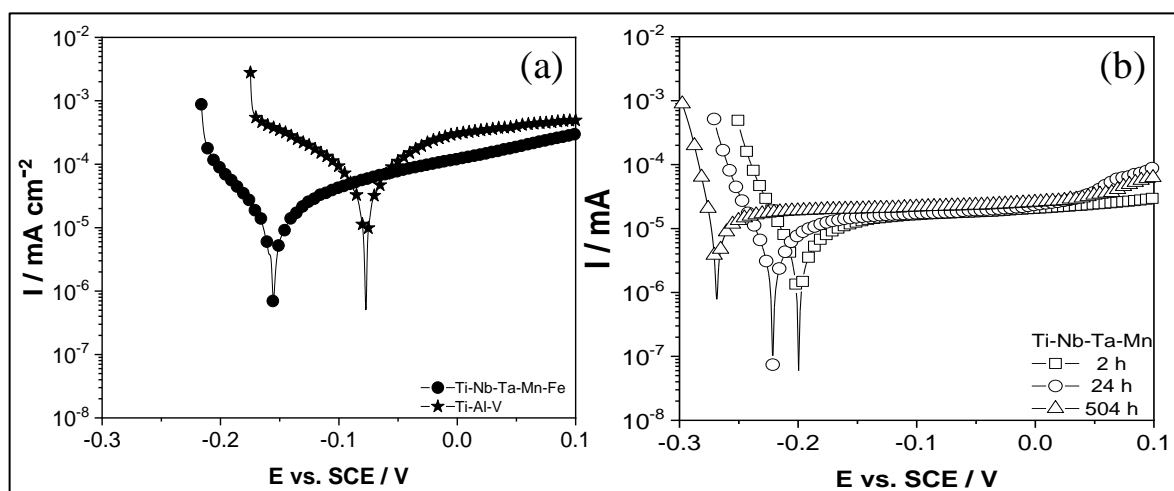 (a)
I / mA cm⁻²
10⁻²
10⁻³
10⁻⁴
10⁻⁵
10⁻⁶
10⁻⁷
10⁻⁸
Ti-Nb-Ta-Mn-Fe
Ti-Al-V
-0.3 -0.2 -0.1 0.0 0.1
E vs. SCE / V
(b)
I / mA
10⁻²
10⁻³
10⁻⁴
10⁻⁵
10⁻⁶
10⁻⁷
10⁻⁸
Ti-Nb-Ta-Mn
2 h
24 h
504 h
-0.3 -0.2 -0.1 0.0 0.1
E vs. SCE / V